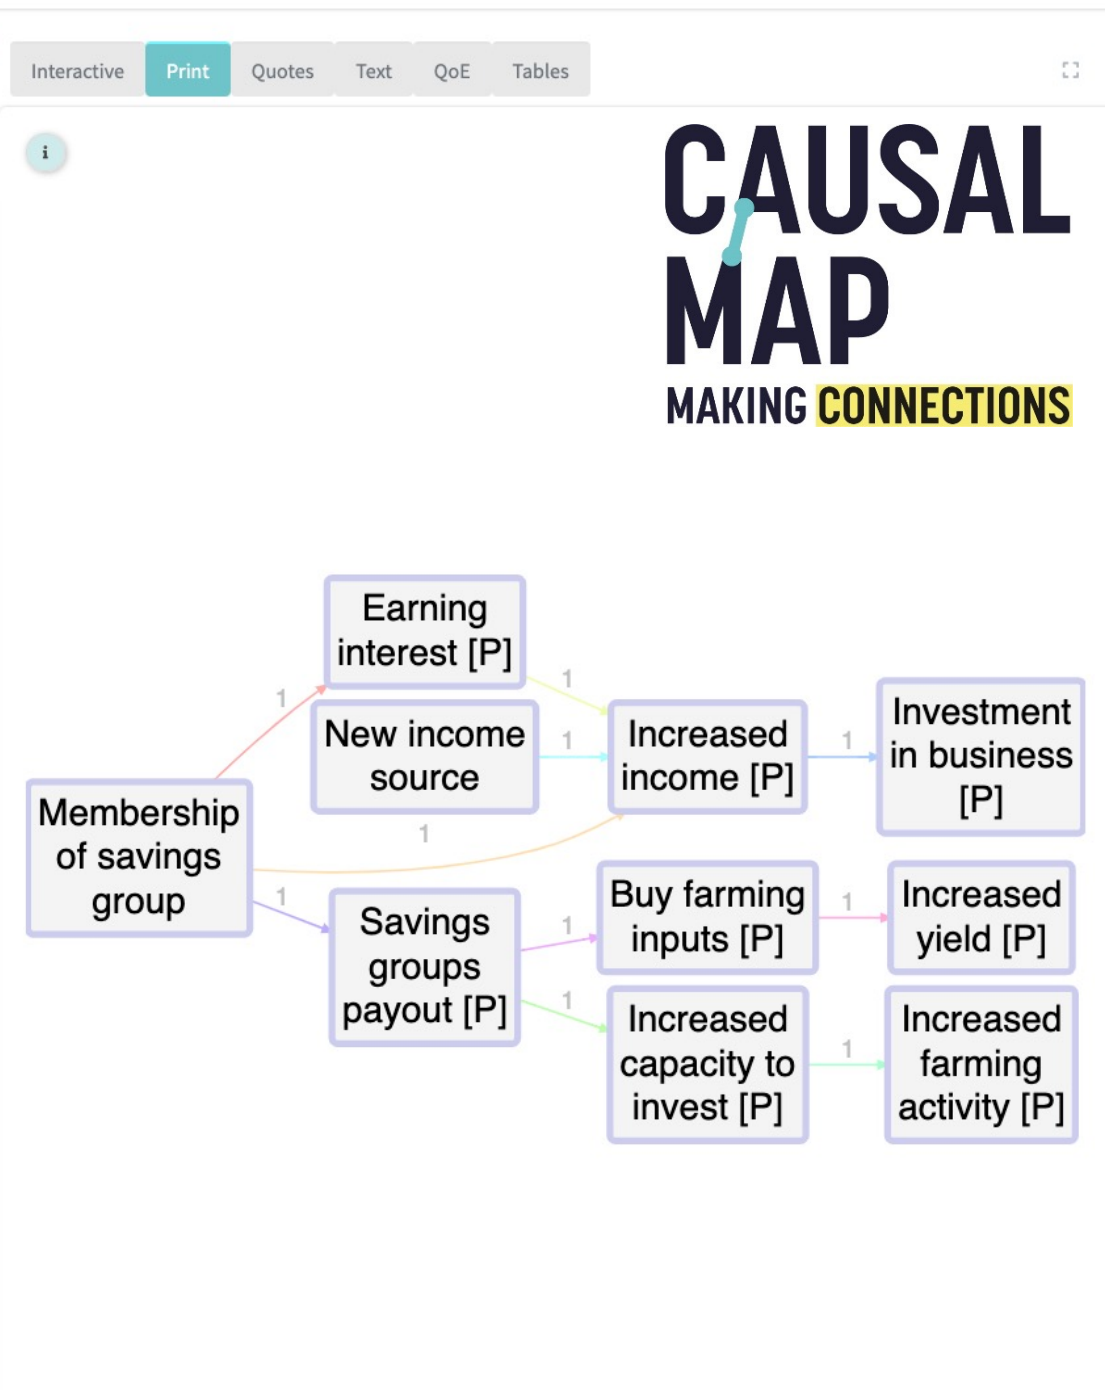 Interactive
Print
Quotes
Text
QoE
Tables
i
CAUSAL
MAP
MAKING CONNECTIONS
Earning
interest [P]
1
1
New income
source
1
Increased
income [P]
1
Investment
in business
[P]
Membership
of savings
group
1
1
Savings
groups
payout [P]
1
Buy farming
inputs [P]
1
Increased
yield [P]
1
Increased
capacity to
invest [P]
1
Increased
farming
activity [P]